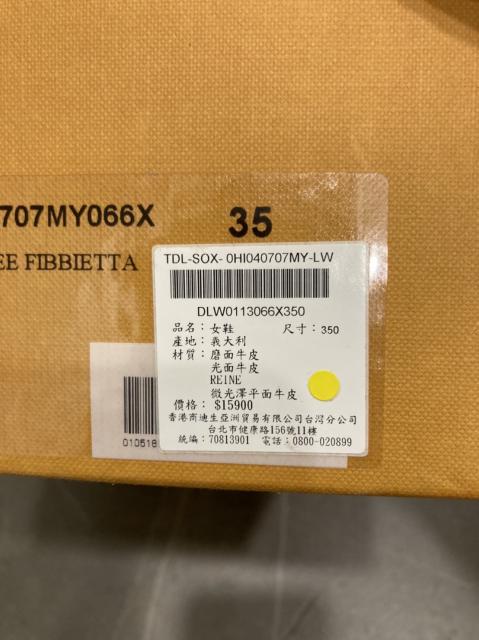 707MY066X 35
EE FIBBIETTA
TDL-SOX- 0HI040707MY-LW
DLW0113066X350
品名：女鞋 尺寸：350
產地：義大利
材質：磨面牛皮
光面牛皮
REINE
微光澤平面牛皮
價格：$15900
香港商迪生亞洲貿易有限公司台灣分公司
台北市健康路156號11樓
統編：70813901 電話：0800-020899
010518